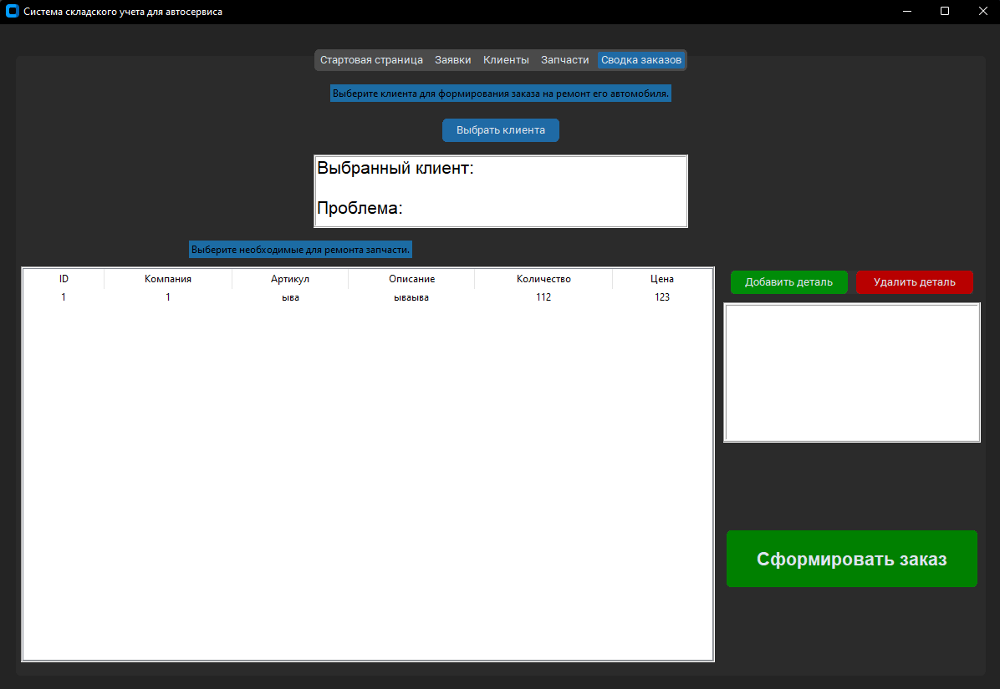 Система складского учета для автосервиса
Стартовая страница Заявки Клиенты Запчасти Сводка заказов
Выберите клиента для формирования заказа на ремонт его автомобиля.
Выбрать клиента
Выбранный клиент:
Проблема:
Выберите необходимые для ремонта запчасти.
ID Компания Артикул Описание Количество Цена
1 1 ыва ываыва 112 123
Добавить деталь Удалить деталь
Сформировать заказ